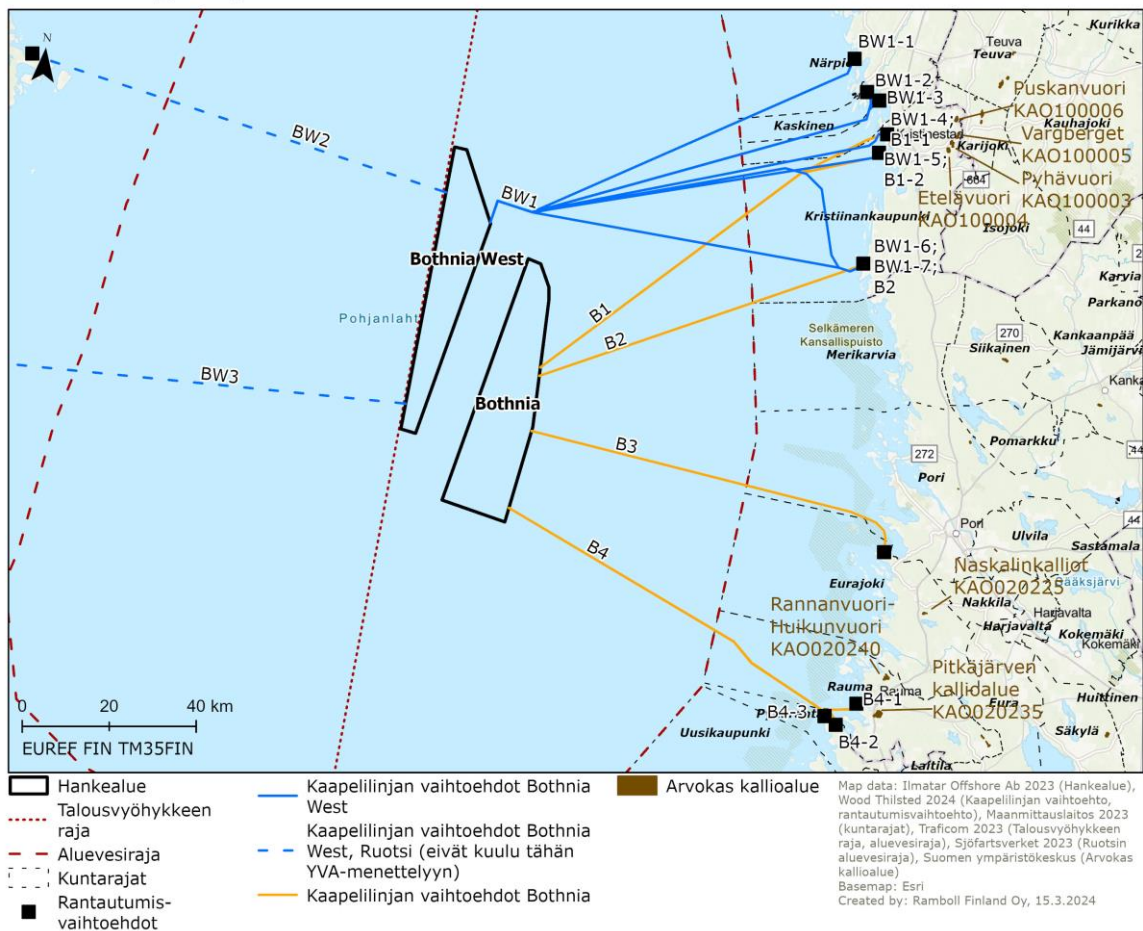 N
BW1-1
Närpiö
Teuva
Teuva
Kurikka
BW1-2
BW1-3
Puskanvuori
KAO100006
BW2
Kaskinen
BW1-4;
B1-1
Karijoki
Kauhajoki
Vargberget
KAO100005
BW1-5;
B1-2
664
Pyhävuori
KAO100003
Etelävuori
KAO100004
BW1
Kristiinankaupunki
Isojoki
44
Bothnia West
BW1-6;
BW1-7;
B2
Karvia
Parkano
Pohjanlaht
B1
B2
Selkämeren
Kansallispuisto
Merikarvia
270
Siikainen
Kankaanpää
Jämijärvi
BW3
Bothnia
B3
Pomarkku
272
Pori
44
44
B4
Pori
Ulvila
Sastamala
Naskalinkalliot
KAO020225
Eurajoki
Nakkila
Harjavalta
Harjavalta
Kokemäki
Kokemäki
Rannanvuori-
Huikunvuori
KAO020240
Pitkäjärven
kallioalue
KAO020235
Rauma
Rauma
B4-1
Eura
Huittinen
B4-3
B4-2
Uusikaupunki
Säkylä
Laitila
0 20 40 km
EUREF FIN TM35FIN
Hankealue
Talousvyöhykkeen
raja
Aluevesiraja
Kuntarajat
Rantautumis-
vaihtoehdot
Kaapelilinjan vaihtoehdot Bothnia
West
Kaapelilinjan vaihtoehdot Bothnia
West, Ruotsi (eivät kuulu tähän
YVA-menettelyyn)
Kaapelilinjan vaihtoehdot Bothnia
Arvokas kallioalue
Map data: Ilmatar Offshore Ab 2023 (Hankealue),
Wood Thilsted 2024 (Kaapelilinjan vaihtoehto,
rantautumisvaihtoehto), Maanmittauslaitos 2023
(kuntarajat), Traficom 2023 (Talousvyöhykkeen
raja, aluevesiraja), Sjöfartsverket 2023 (Ruotsin
aluevesiraja), Suomen ympäristökeskus (Arvokas
kallioalue)
Basemap: Esri
Created by: Ramboll Finland Oy, 15.3.2024